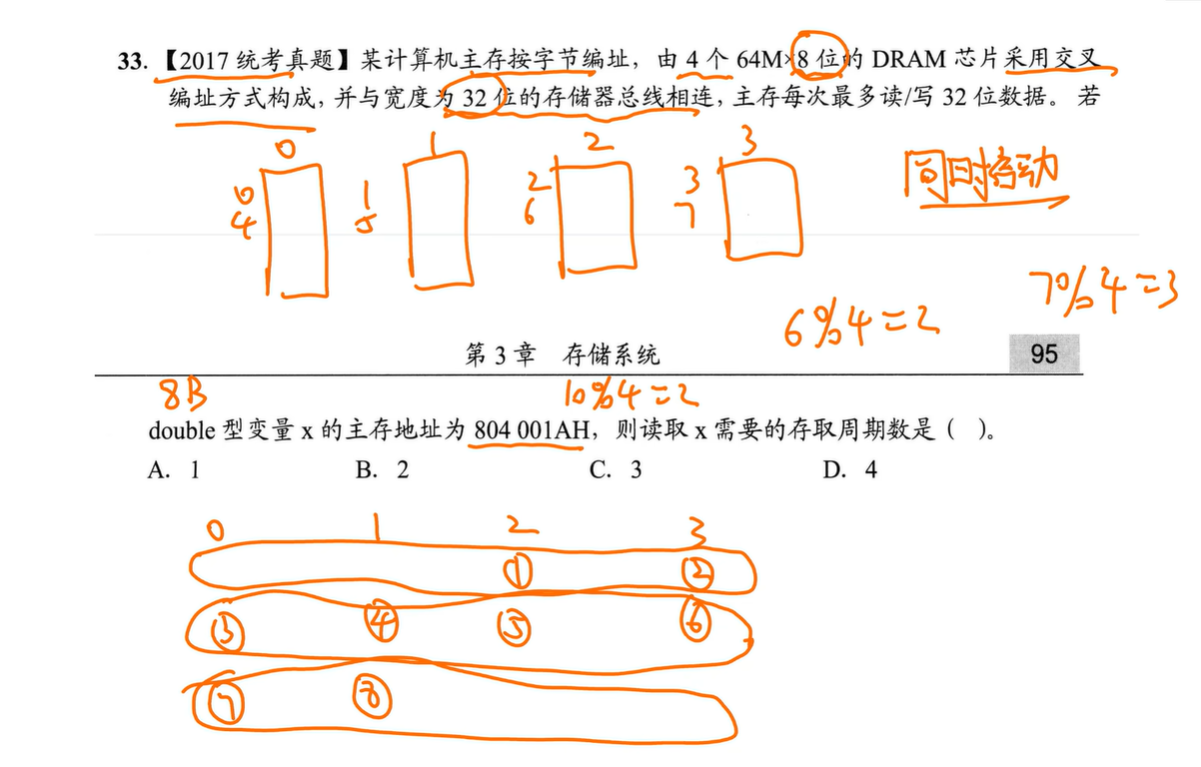 33. 【2017 统考真题】某计算机主存按字节编址，由 4 个 64M×8 位的 DRAM 芯片采用交叉
编址方式构成，并与宽度为 32 位的存储器总线相连，主存每次最多读/写 32 位数据。若
0 1 2 3
0 1 2 3
4 5 6 7
同时启动
7%4=3
6%4=2
第 3 章 存储系统
95
8B
10%4=2
double 型变量 x 的主存地址为 804 001AH，则读取 x 需要的存取周期数是（ ）。
A. 1 B. 2 C. 3 D. 4
0 1 2 3
① ②
③ ④ ⑤ ⑥
⑦ ⑧